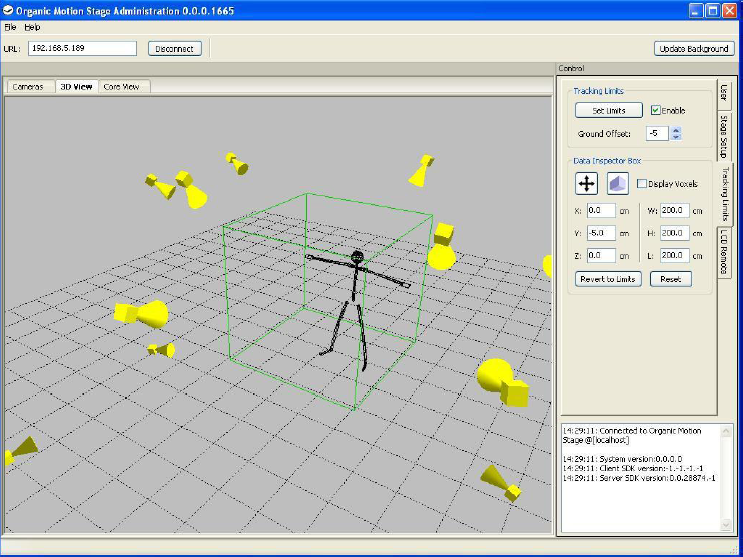 Organic Motion Stage Administration 0.0.0.1665
File Help
URL: 192.168.5.189 Disconnect Update Background
Control
Cameras 3D View Core View
User
Stage Setup
Tracking Limits
LCD Remote
Tracking Limits
Set Limits Enable
Ground Offset: -5
Data Inspector Box
Display Voxels
X: 0.0 cm W: 200.0 cm
Y: -5.0 cm H: 200.0 cm
Z: 0.0 cm L: 200.0 cm
Revert to Limits Reset
14:29:11: Connected to Organic Motion
Stage @[localhost]
14:29:11: System version:0.0.0.0
14:29:11: Client SDK version:-1.-1.-1.-1
14:29:11: Server SDK version:0.0.28874.-1